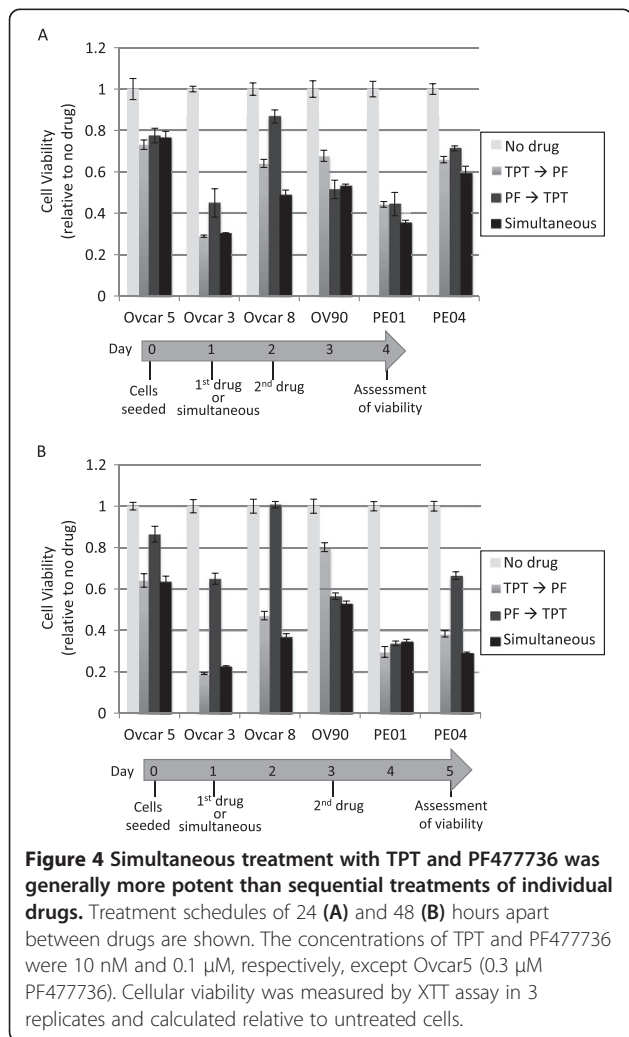 A
1.2
1
0.8
0.6
0.4
0.2
0
Cell Viability
(relative to no drug)
No drug
TPT → PF
PF → TPT
Simultaneous
Ovcar 5 Ovcar 3 Ovcar 8 OV90 PE01 PE04
Day 0 1 2 3 4
Cells
seeded
1st drug
or
simultaneous
2nd drug
Assessment
of viability
B
1.2
1
0.8
0.6
0.4
0.2
0
Cell Viability
(relative to no drug)
No drug
TPT → PF
PF → TPT
Simultaneous
Ovcar 5 Ovcar 3 Ovcar 8 OV90 PE01 PE04
Day 0 1 2 3 4 5
Cells
seeded
1st drug
or
simultaneous
2nd drug
Assessment
of viability
Figure 4 Simultaneous treatment with TPT and PF477736 was
generally more potent than sequential treatments of individual
drugs. Treatment schedules of 24 (A) and 48 (B) hours apart
between drugs are shown. The concentrations of TPT and PF477736
were 10 nM and 0.1 μM, respectively, except Ovcar5 (0.3 μM
PF477736). Cellular viability was measured by XTT assay in 3
replicates and calculated relative to untreated cells.